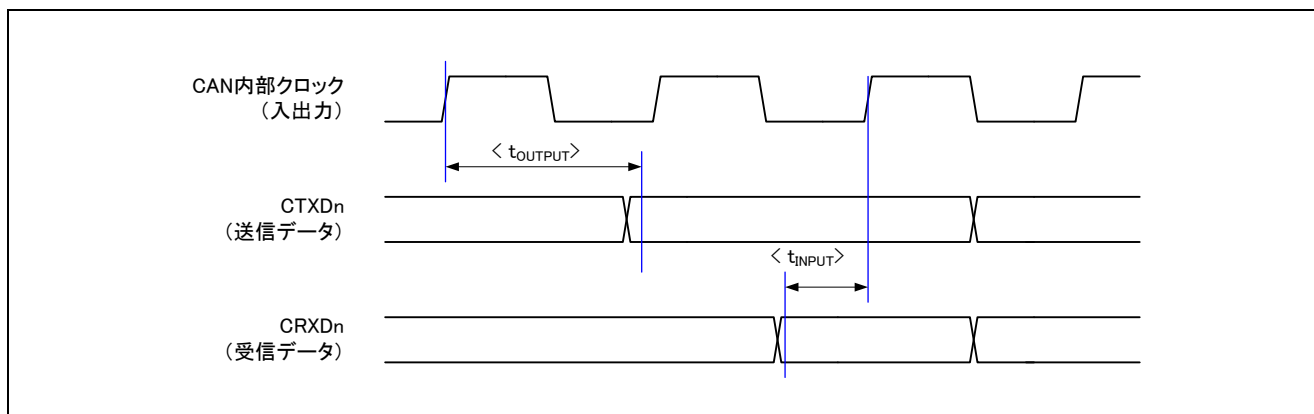 CAN内部クロック
(入出力)
< tOUTPUT>
CTXDn
(送信データ)
< tINPUT>
CRXDn
(受信データ)